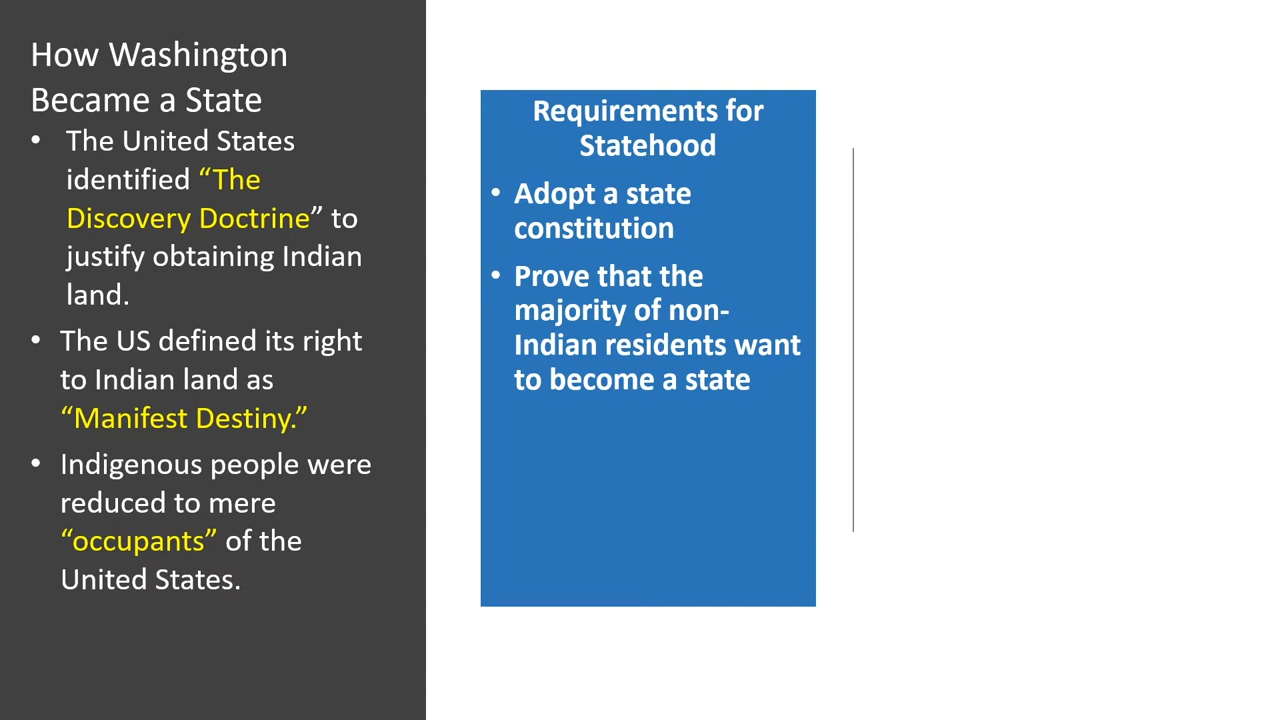 How Washington
Became a State
• The United States
identified “The
Discovery Doctrine” to
justify obtaining Indian
land.
• The US defined its right
to Indian land as
“Manifest Destiny.”
• Indigenous people were
reduced to mere
“occupants” of the
United States.
Requirements for
Statehood
• Adopt a state
constitution
• Prove that the
majority of non-
Indian residents want
to become a state